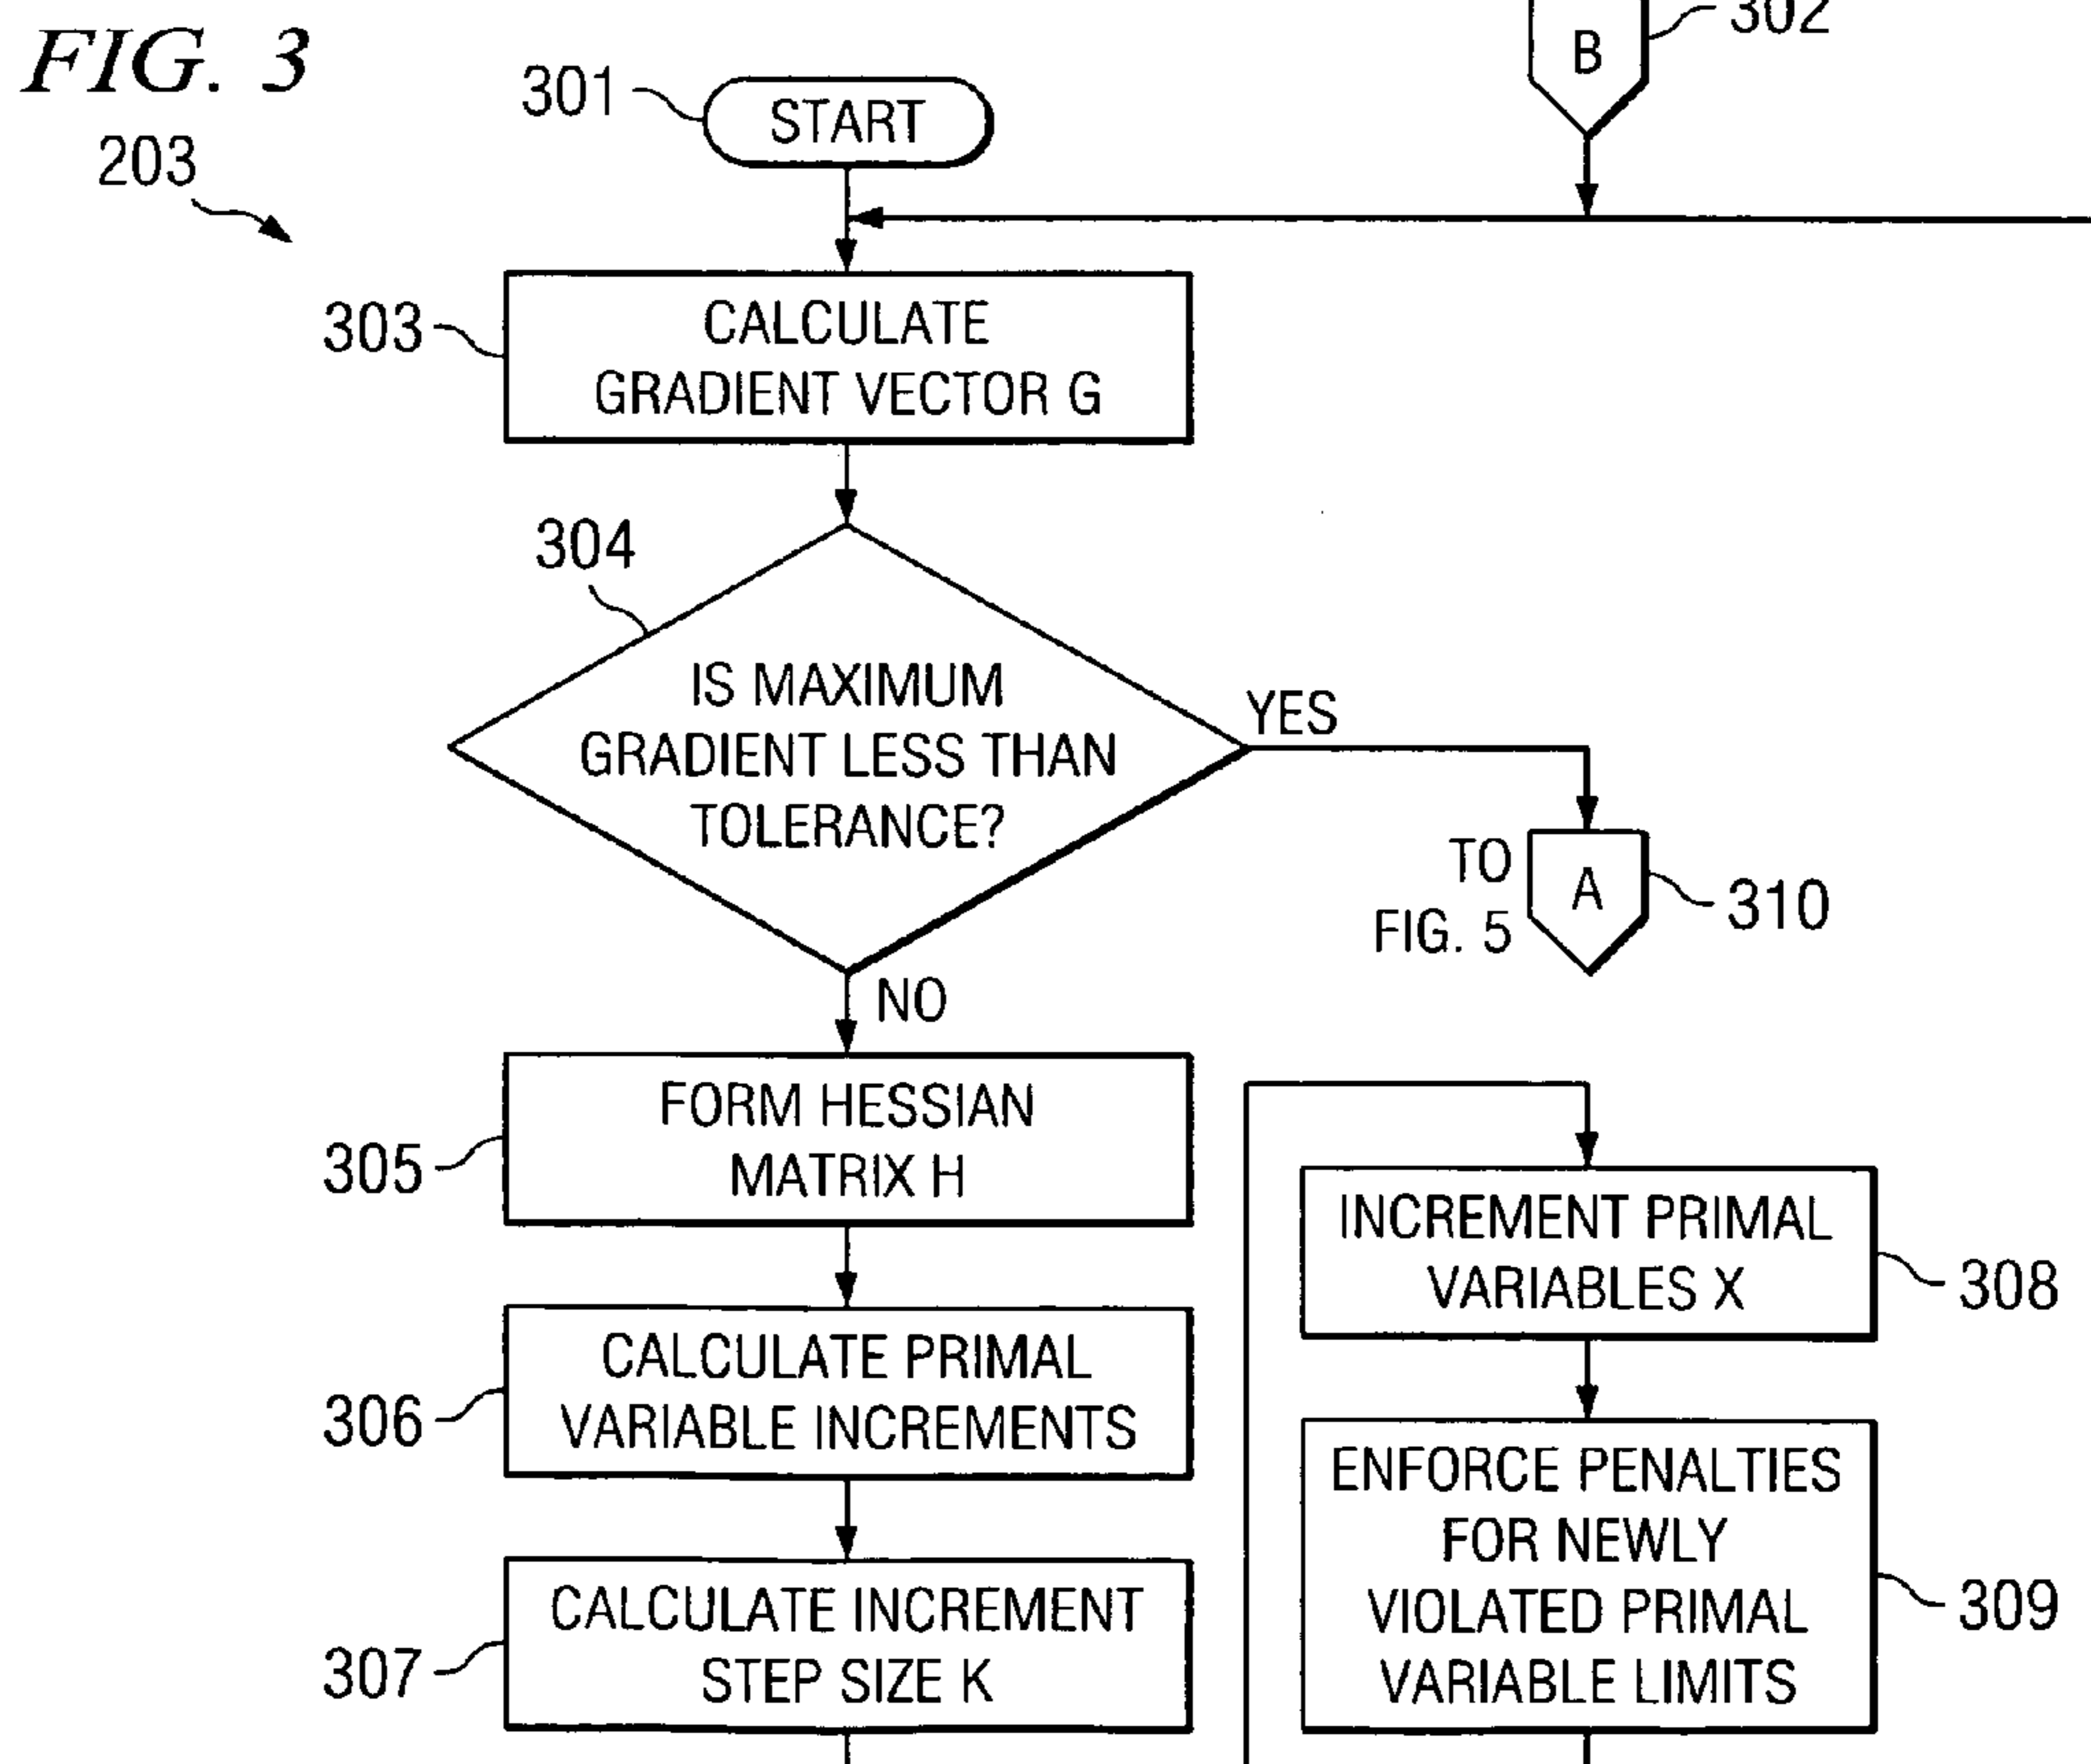 FIG. 3
203
301
START
B
302
303
CALCULATE
GRADIENT VECTOR G
304
IS MAXIMUM
GRADIENT LESS THAN
TOLERANCE?
YES
TO
FIG. 5
A
310
NO
305
FORM HESSIAN
MATRIX H
306
CALCULATE PRIMAL
VARIABLE INCREMENTS
307
CALCULATE INCREMENT
STEP SIZE K
INCREMENT PRIMAL
VARIABLES X
308
ENFORCE PENALTIES
FOR NEWLY
VIOLATED PRIMAL
VARIABLE LIMITS
309